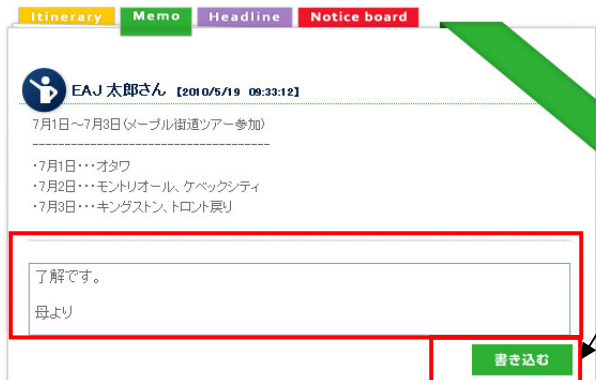 Itinerary Memo Headline Notice board
EAJ 太郎さん 【2010/5/19 09:33:12】
7月1日～7月3日(メープル街道ツアー参加)
------------------------------------
・7月1日・・・オタワ
・7月2日・・・モントリオール、ケベックシティ
・7月3日・・・キングストン、トロント戻り
了解です。
母より
書き込む